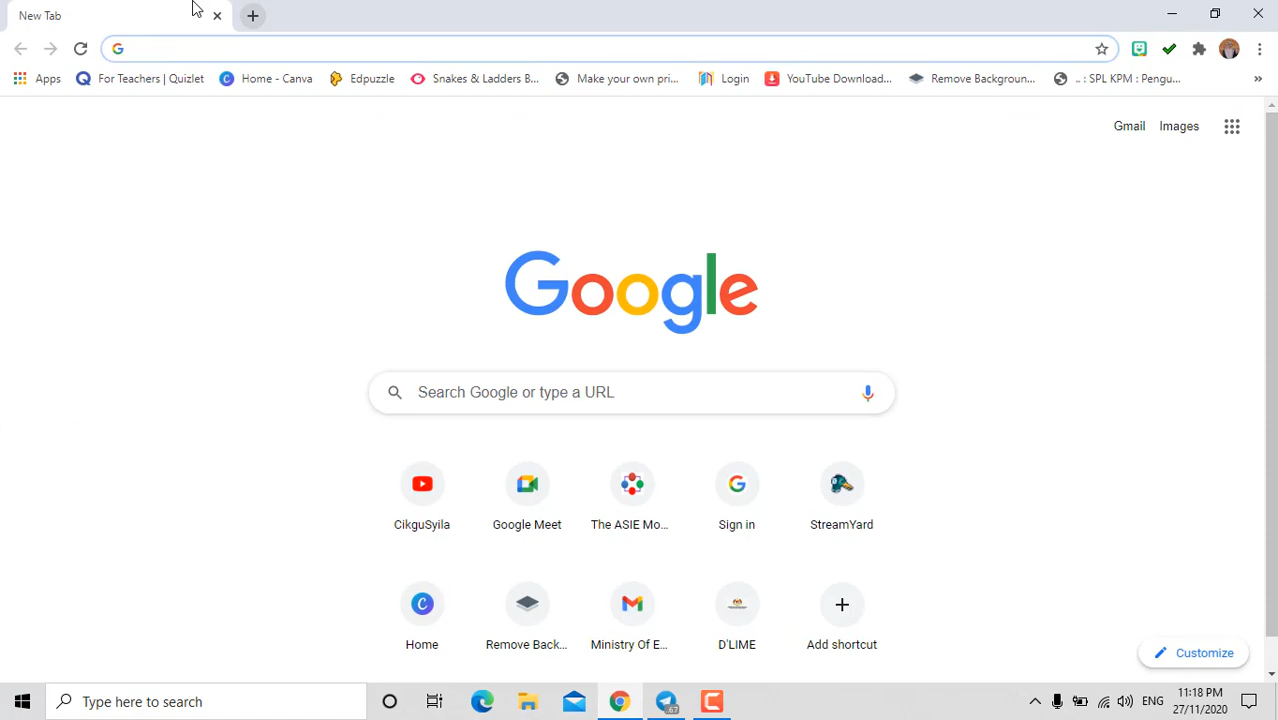 New Tab
Apps For Teachers | Quizlet Home - Canva Edpuzzle Snakes & Ladders B... Make your own pri... Login YouTube Download... Remove Backgroun... .. : SPL KPM : Pengu... »
Gmail Images
Google
Search Google or type a URL
CikguSyila Google Meet The ASIE Mo... Sign in StreamYard
Home Remove Back... Ministry Of E... D'LIME Add shortcut
Customize
Type here to search
67
ENG
11:18 PM
27/11/2020